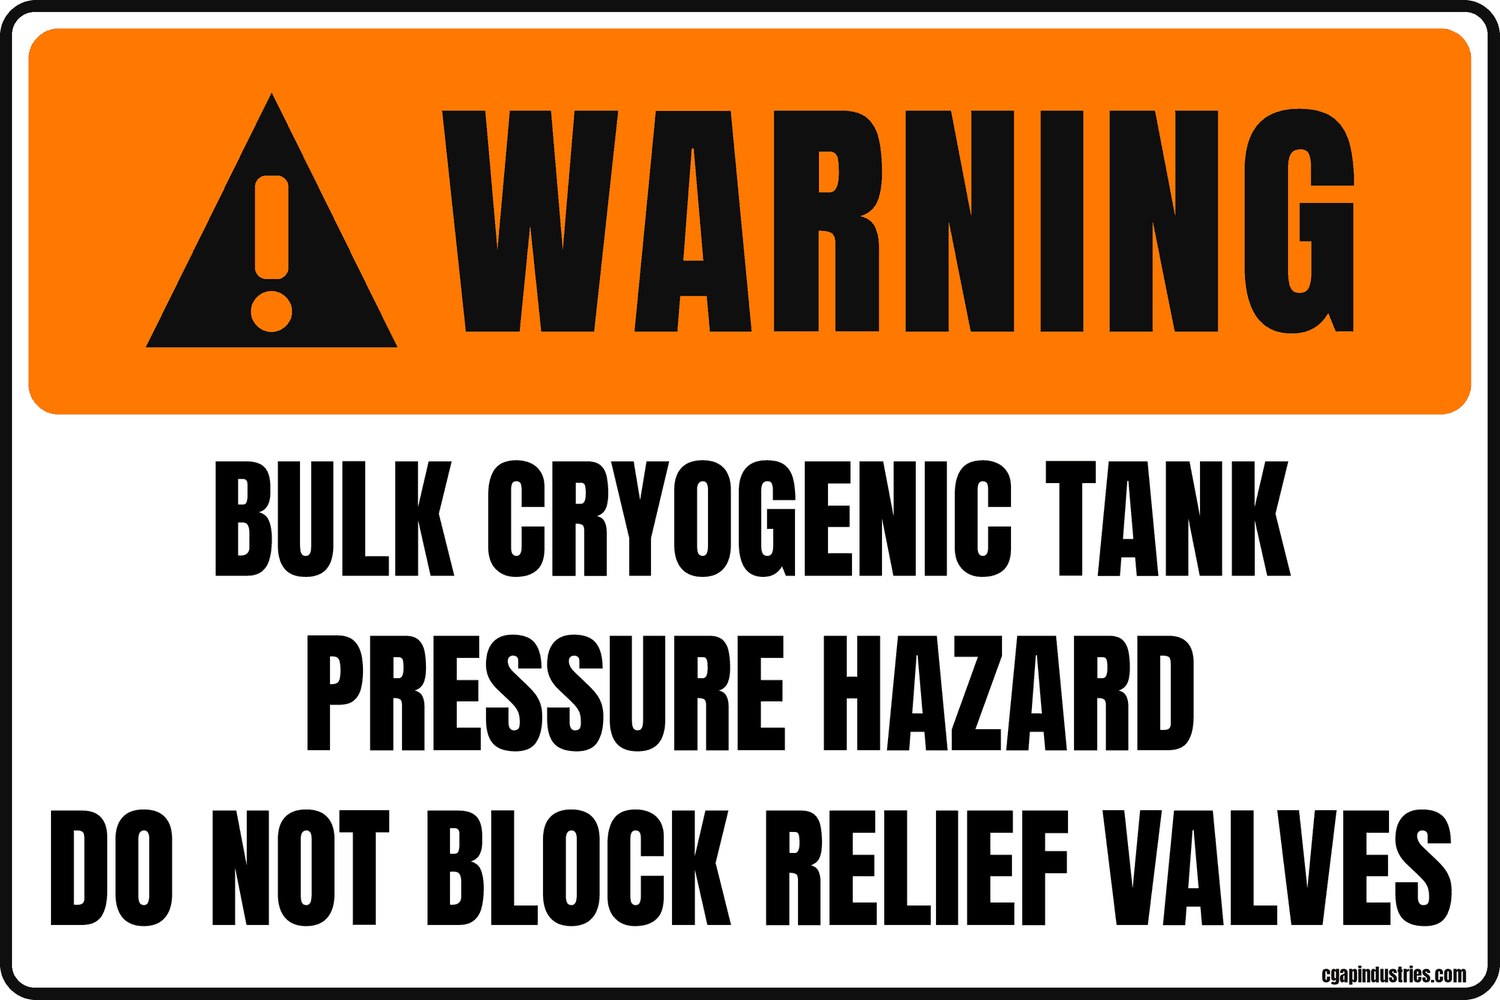 WARNING
BULK CRYOGENIC TANK
PRESSURE HAZARD
DO NOT BLOCK RELIEF VALVES
cgapindustries.com